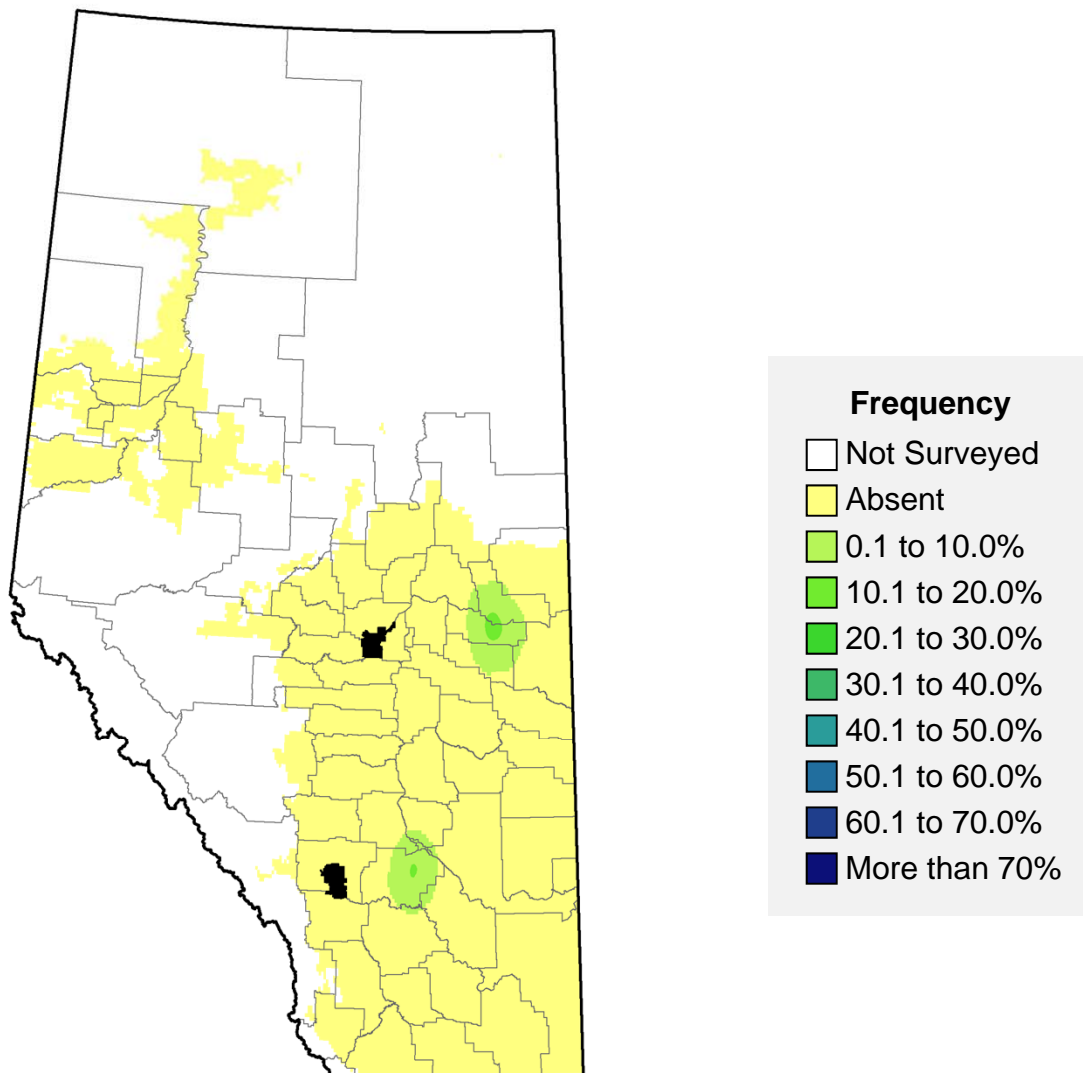 Frequency
Not Surveyed
Absent
0.1 to 10.0%
10.1 to 20.0%
20.1 to 30.0%
30.1 to 40.0%
40.1 to 50.0%
50.1 to 60.0%
60.1 to 70.0%
More than 70%